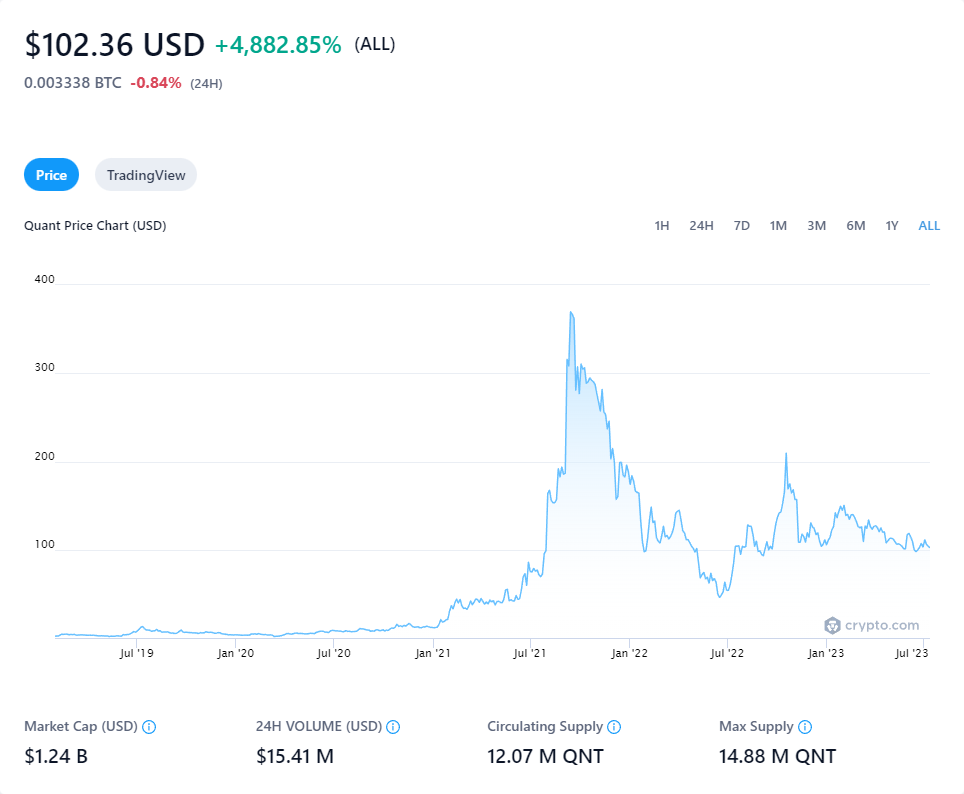 $102.36 USD +4,882.85% (ALL)
0.003338 BTC -0.84% (24H)
Price TradingView
Quant Price Chart (USD) 1H 24H 7D 1M 3M 6M 1Y ALL
400
300
200
100
crypto.com
Jul '19 Jan '20 Jul '20 Jan '21 Jul '21 Jan '22 Jul '22 Jan '23 Jul '23
Market Cap (USD) 24H VOLUME (USD) Circulating Supply Max Supply
$1.24 B $15.41 M 12.07 M QNT 14.88 M QNT